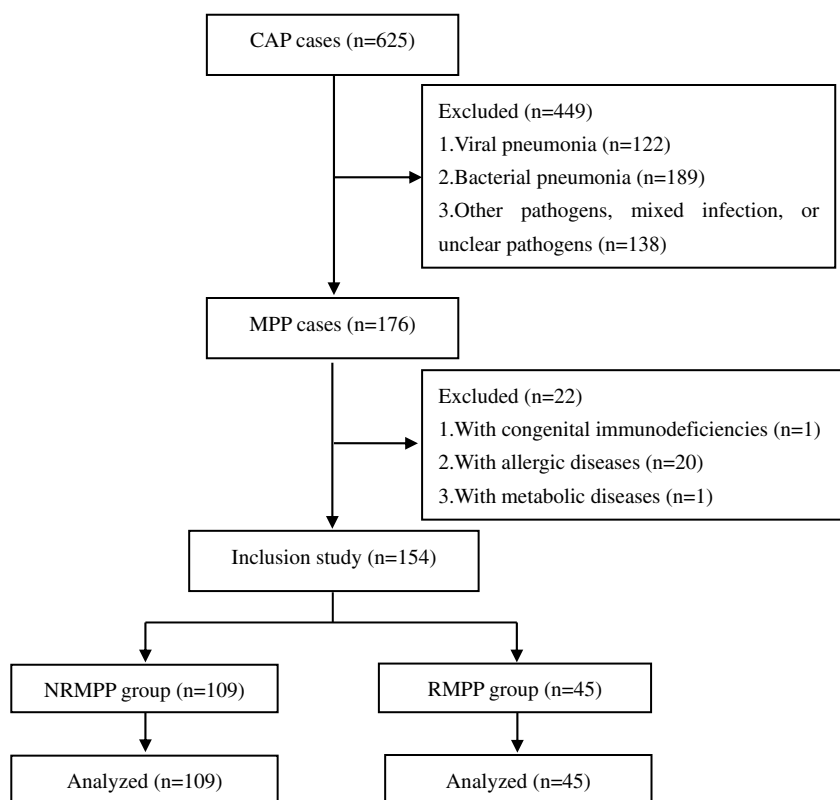 CAP cases (n=625)
Excluded (n=449)
1.Viral pneumonia (n=122)
2.Bacterial pneumonia (n=189)
3.Other pathogens, mixed infection, or
unclear pathogens (n=138)
MPP cases (n=176)
Excluded (n=22)
1.With congenital immunodeficiencies (n=1)
2.With allergic diseases (n=20)
3.With metabolic diseases (n=1)
Inclusion study (n=154)
NRMPP group (n=109)
RMPP group (n=45)
Analyzed (n=109)
Analyzed (n=45)